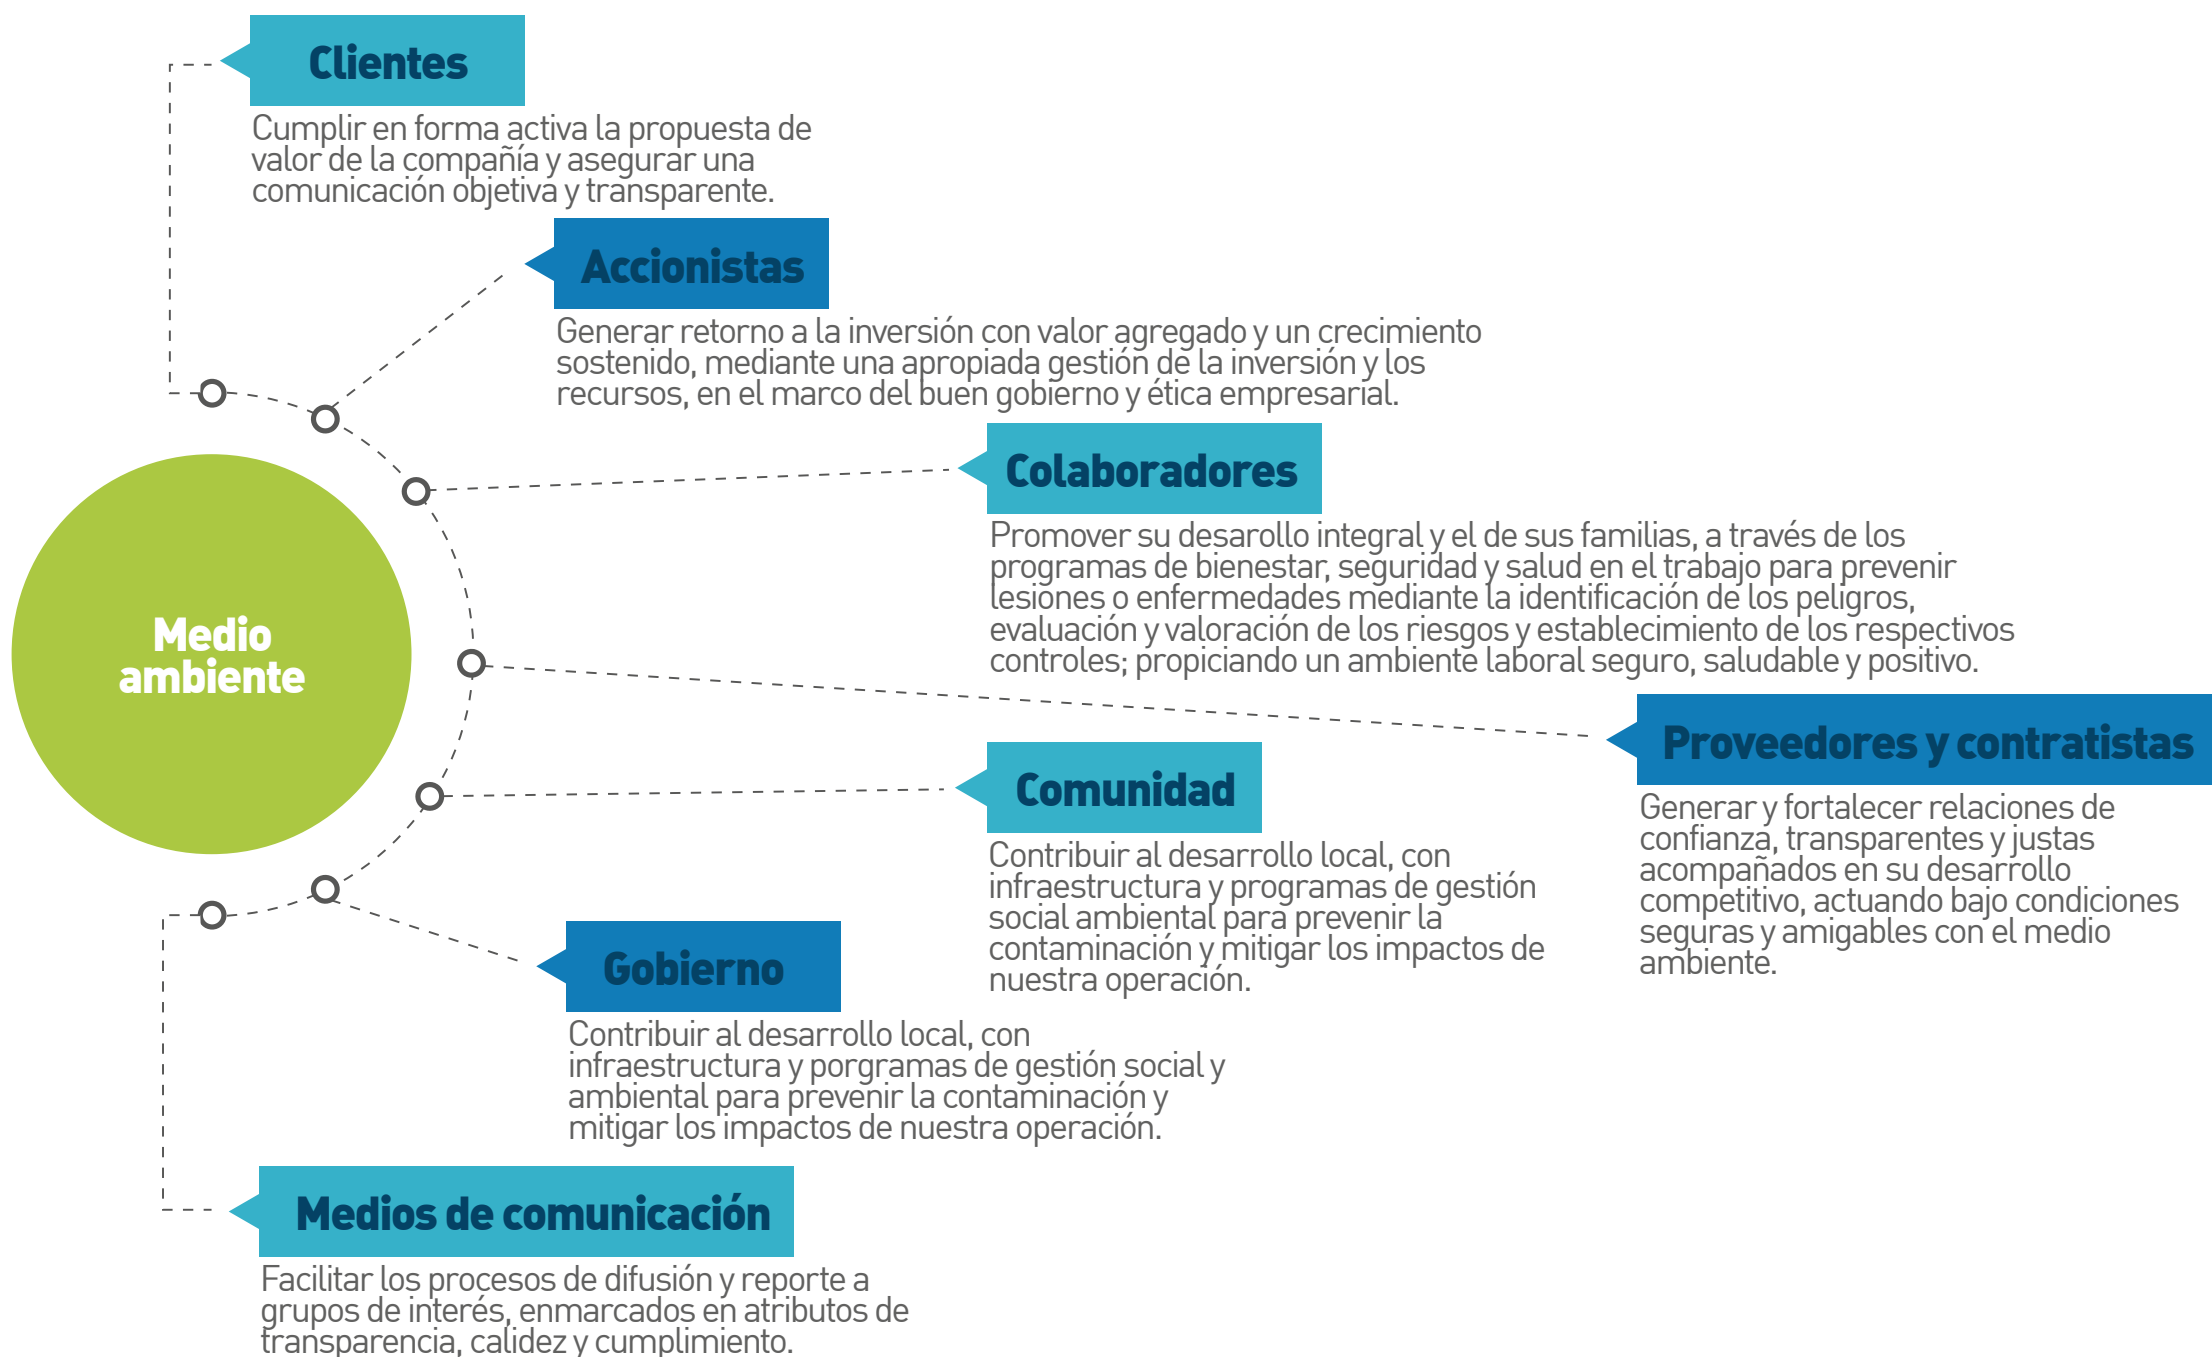 Clientes
Cumplir en forma activa la propuesta de
valor de la compañía y asegurar una
comunicación objetiva y transparente.
Accionistas
Generar retorno a la inversión con valor agregado y un crecimiento
sostenido, mediante una apropiada gestión de la inversión y los
recursos, en el marco del buen gobierno y ética empresarial.
Colaboradores
Promover su desarollo integral y el de sus familias, a través de los
programas de bienestar, seguridad y salud en el trabajo para prevenir
lesiones o enfermedades mediante la identificación de los peligros,
evaluación y valoración de los riesgos y establecimiento de los respectivos
controles; propiciando un ambiente laboral seguro, saludable y positivo.
Medio
ambiente
Proveedores y contratistas
Generar y fortalecer relaciones de
confianza, transparentes y justas
acompañados en su desarrollo
competitivo, actuando bajo condiciones
seguras y amigables con el medio
ambiente.
Comunidad
Contribuir al desarrollo local, con
infraestructura y programas de gestión
social ambiental para prevenir la
contaminación y mitigar los impactos de
nuestra operación.
Gobierno
Contribuir al desarrollo local, con
infraestructura y porgramas de gestión social y
ambiental para prevenir la contaminación y
mitigar los impactos de nuestra operación.
Medios de comunicación
Facilitar los procesos de difusión y reporte a
grupos de interés, enmarcados en atributos de
transparencia, calidez y cumplimiento.